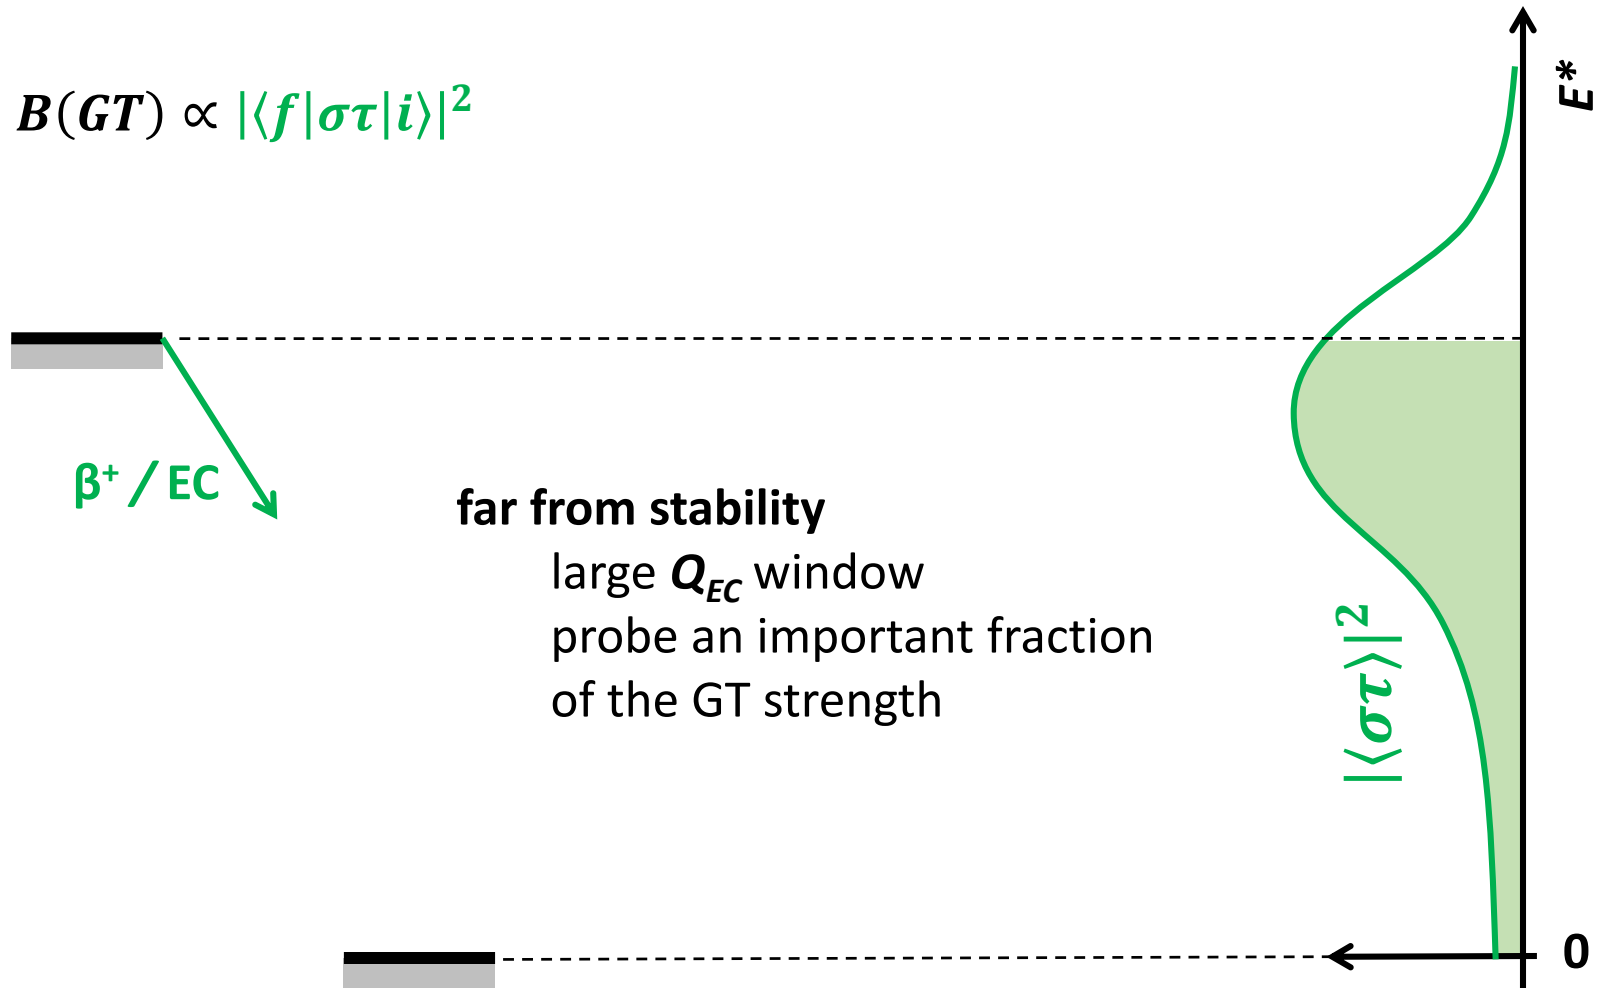 E*
B(GT) ∝ |⟨f|στ|i⟩|²
β⁺ / EC
far from stability
large Q_EC window
probe an important fraction
of the GT strength
|⟨στ⟩|²
0